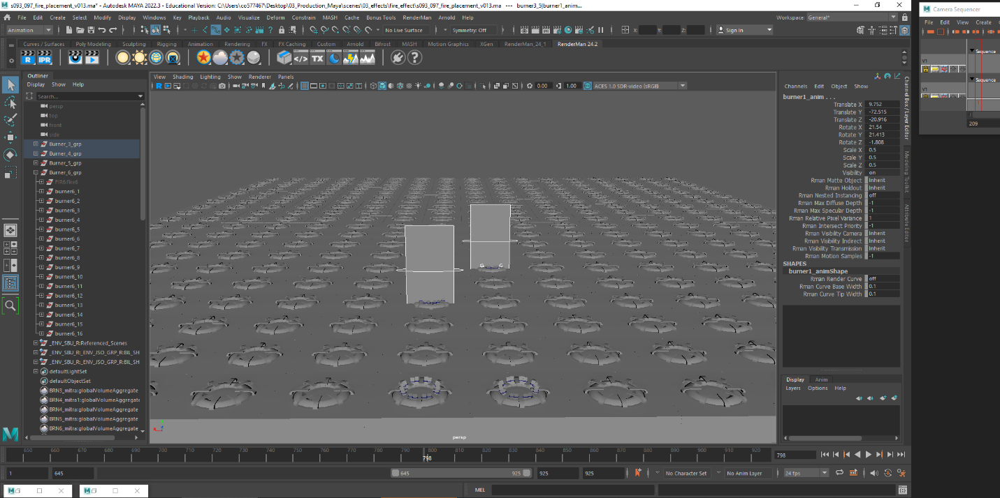 s093_097_fire_placement_v013.ma* - Autodesk MAYA 2022.3 - Educational Version: C:\Users\cc577467\Desktop\03_Production_Maya\scenes\03_effects\fire_effect\s093_097_fire_placement_v013.ma --- burner3_5|burner1_anim...
File Edit Create Select Modify Display Windows Key Playback Audio Visualize Deform Constrain MASH Cache Bonus Tools RenderMan Arnold Help
Workspace: General*
Animation
No Live Surface
Symmetry: Off
X:
Y:
Z:
Sign In
Curves / Surfaces Poly Modeling Sculpting Rigging Animation Rendering FX FX Caching Custom Arnold Bifrost MASH Motion Graphics XGen RenderMan_24_1 RenderMan 24.2
R IPR TX
Outliner
Display Show Help
Search...
persp
top
front
side
Burner_3_grp
Burner_4_grp
Burner_5_grp
Burner_6_grp
burner6_1
burner6_2
burner6_3
burner6_4
burner6_5
burner6_6
burner6_7
burner6_8
burner6_9
burner6_10
burner6_11
burner6_12
burner6_13
burner6_14
burner6_15
burner6_16
_ENV_SBU_R:Referenced_Scenes
_ENV_SBU_R:_ENV_JSO_GRP_R:BIL_SH
_ENV_SBU_R:_ENV_JSO_GRP_R:BIL_SH
defaultLightSet
defaultObjectSet
BRN3_mitra:globalVolumeAggregate
BRN4_mitra1:globalVolumeAggregate
BRN4_mitra:globalVolumeAggregate
BRN5_mitra:globalVolumeAggregate
BRN6_mitra:globalVolumeAggregate
View Shading Lighting Show Renderer Panels
0.00
1.00
ACES 1.0 SDR-video (sRGB)
persp
Channels Edit Object Show
burner1_anim . . .
Translate X 9.752
Translate Y -72.515
Translate Z -20.916
Rotate X 21.54
Rotate Y 21.413
Rotate Z -1.808
Scale X 0.5
Scale Y 0.5
Scale Z 0.5
Visibility on
Rman Matte Object Inherit
Rman Holdout Inherit
Rman Nested Instancing off
Rman Max Diffuse Depth -1
Rman Max Specular Depth -1
Rman Relative Pixel Variance 1
Rman Intersect Priority -1
Rman Visibility Camera Inherit
Rman Visibility Indirect Inherit
Rman Visibility Transmission Inherit
Rman Motion Samples -1
SHAPES
burner1_animShape
Rman Render Curve off
Rman Curve Base Width 0.1
Rman Curve Tip Width 0.1
Channel Box / Layer Editor
Modeling Toolkit
Attribute Editor
Display Anim
Layers Options Help
Camera Sequencer
File Edit View Create
Sequence
V1
Sequence
V1
209
650 660 670 680 690 700 710 720 730 740 750 760 770 780 790 800 810 820 830 840 850 860 870 880 890 900 910 920
798
798
1
645
645
925
925
925
No Character Set
No Anim Layer
24 fps
MEL